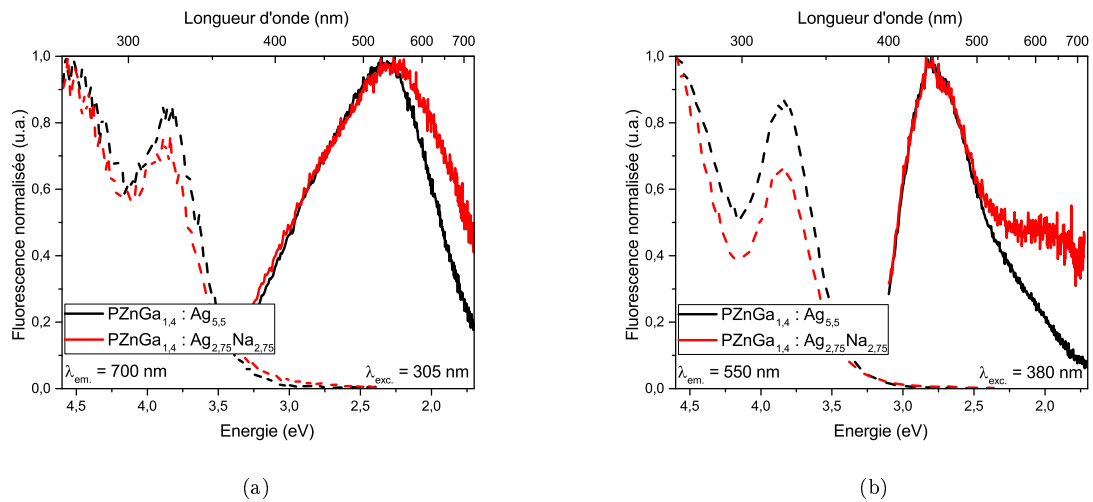 Longueur d'onde (nm)
300 400 500 600 700
Fluorescence normalisée (u.a.)
1,0
0,8
0,6
0,4
0,2
0,0
PZnGa1,4 : Ag5,5
PZnGa1,4 : Ag2,75Na2,75
λem. = 700 nm
λexc. = 305 nm
4,5 4,0 3,5 3,0 2,5 2,0
Energie (eV)
(a)
Longueur d'onde (nm)
300 400 500 600 700
Fluorescence normalisée (u.a.)
1,0
0,8
0,6
0,4
0,2
0,0
PZnGa1,4 : Ag5,5
PZnGa1,4 : Ag2,75Na2,75
λem. = 550 nm
λexc. = 380 nm
4,5 4,0 3,5 3,0 2,5 2,0
Energie (eV)
(b)